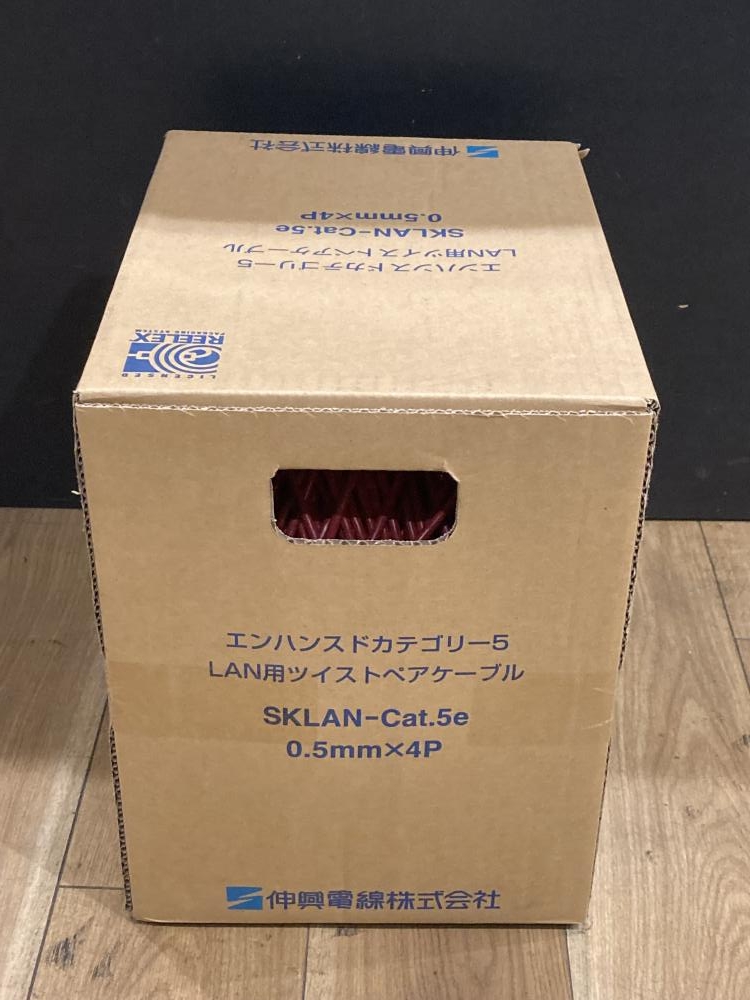 伸興電線株式会社
0.5mm×4P
SKLAN-Cat.5e
LAN用ツイストペアケーブル
エンハンスドカテゴリー5
PACKAGING SYSTEM
REELEX
LICENSED
エンハンスドカテゴリー5
LAN用ツイストペアケーブル
SKLAN-Cat.5e
0.5mm×4P
伸興電線株式会社